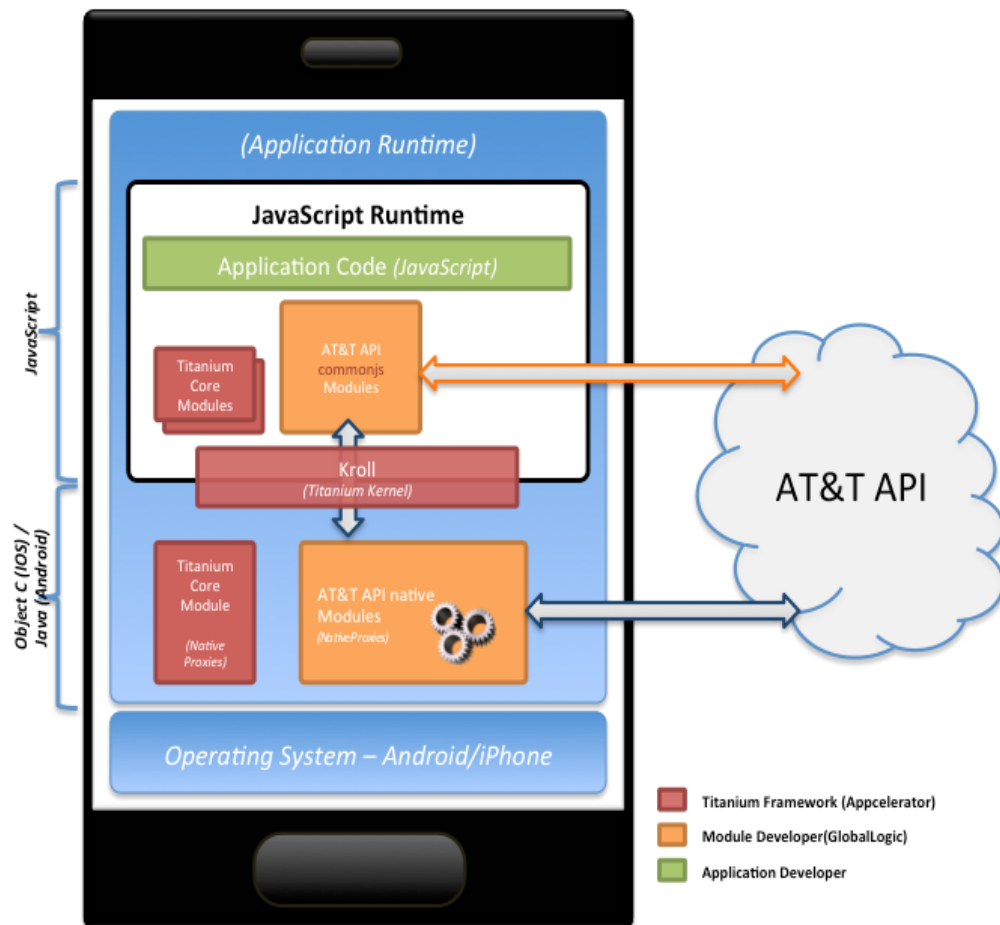 (Application Runtime)
JavaScript Runtime
Application Code (JavaScript)
AT&T API
commonjs
Modules
Titanium
Core
Modules
Kroll
(Titanium Kernel)
Titanium
Core
Module
(Native
Proxies)
AT&T API native
Modules
(NativeProxies)
Operating System – Android/iPhone
JavaScript
Object C (IOS) /
Java (Android)
AT&T API
Titanium Framework (Appcelerator)
Module Developer(GlobalLogic)
Application Developer